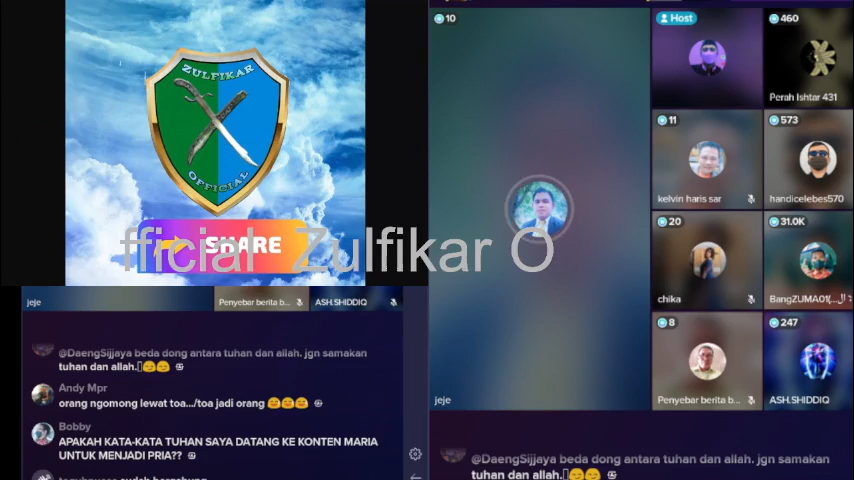 ZULFIKAR
OFFICIAL
SHARE
fficial Zulfikar O
jeje
Penyebar berita b...
ASH.SHIDDIQ
@DaengSijjaya beda dong antara tuhan dan allah. jgn samakan
tuhan dan allah.
Andy Mpr
orang ngomong lewat toa.../toa jadi orang
Bobby
APAKAH KATA-KATA TUHAN SAYA DATANG KE KONTEN MARIA
UNTUK MENJADI PRIA??
10
Host
460
Perah Ishtar 431
11
kelvin haris sar
573
handicelebes570
20
chika
31.0K
BangZUMA01(...
8
Penyebar berita b...
247
ASH.SHIDDIQ
jeje
@DaengSijjaya beda dong antara tuhan dan allah. jgn samakan
tuhan dan allah.